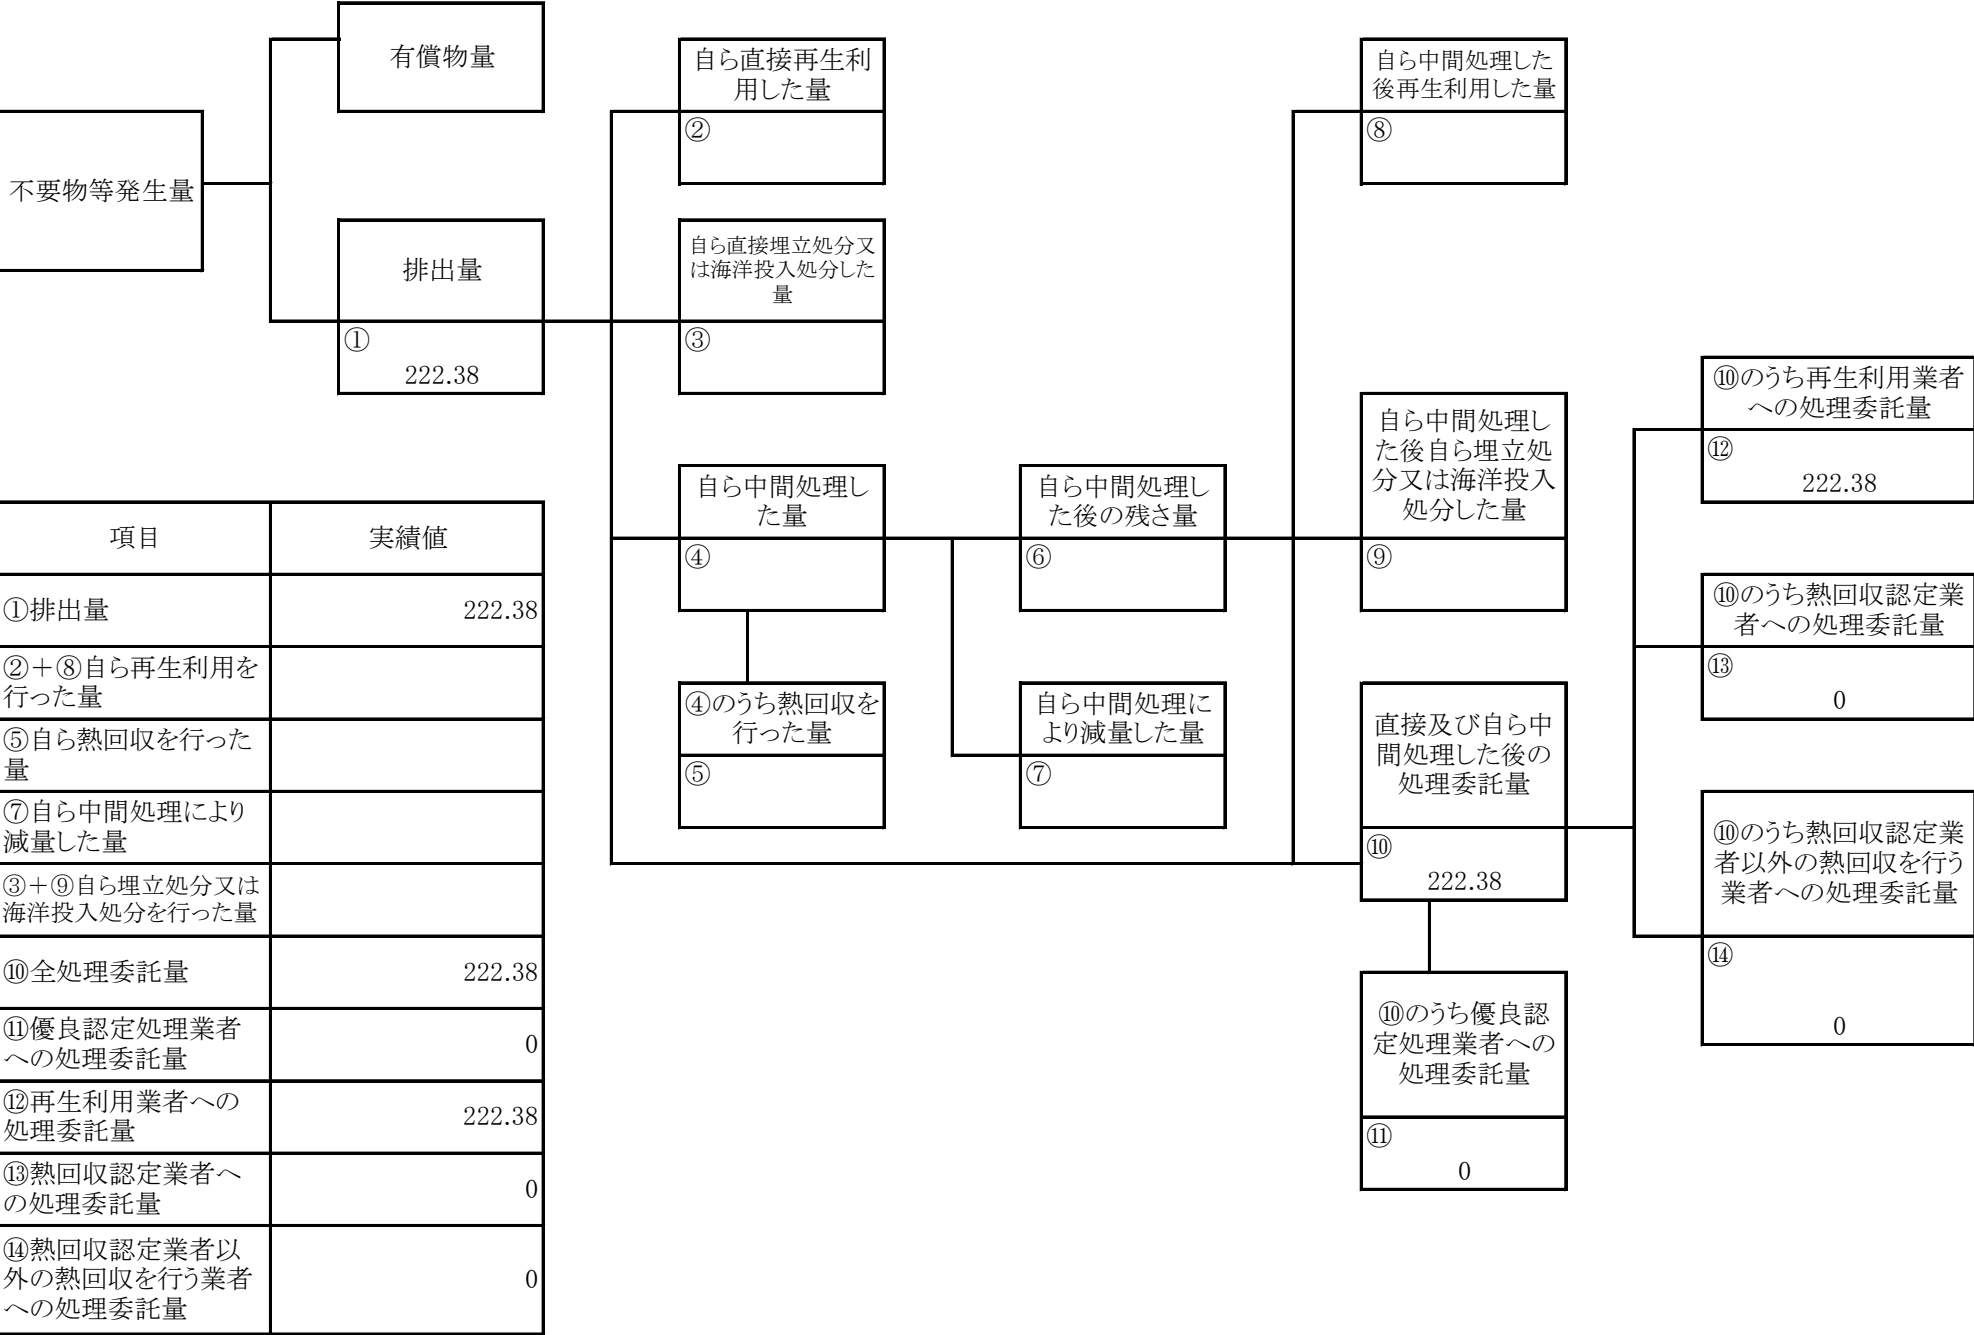 有償物量
不要物等発生量
排出量
①
222.38
自ら直接再生利
用した量
②
自ら直接埋立処分又
は海洋投入処分した
量
③
自ら中間処理し
た量
④
④のうち熱回収を
行った量
⑤
自ら中間処理し
た後の残さ量
⑥
自ら中間処理に
より減量した量
⑦
自ら中間処理した
後再生利用した量
⑧
自ら中間処理し
た後自ら埋立処
分又は海洋投入
処分した量
⑨
直接及び自ら中
間処理した後の
処理委託量
⑩
222.38
⑩のうち優良認
定処理業者への
処理委託量
⑪
0
⑩のうち再生利用業者
への処理委託量
⑫
222.38
⑩のうち熱回収認定業
者への処理委託量
⑬
0
⑩のうち熱回収認定業
者以外の熱回収を行う
業者への処理委託量
⑭
0
項目 実績値
①排出量 222.38
②＋⑧自ら再生利用を
行った量
⑤自ら熱回収を行った
量
⑦自ら中間処理により
減量した量
③＋⑨自ら埋立処分又は
海洋投入処分を行った量
⑩全処理委託量 222.38
⑪優良認定処理業者
への処理委託量 0
⑫再生利用業者への
処理委託量 222.38
⑬熱回収認定業者へ
の処理委託量 0
⑭熱回収認定業者以
外の熱回収を行う業者 0
への処理委託量